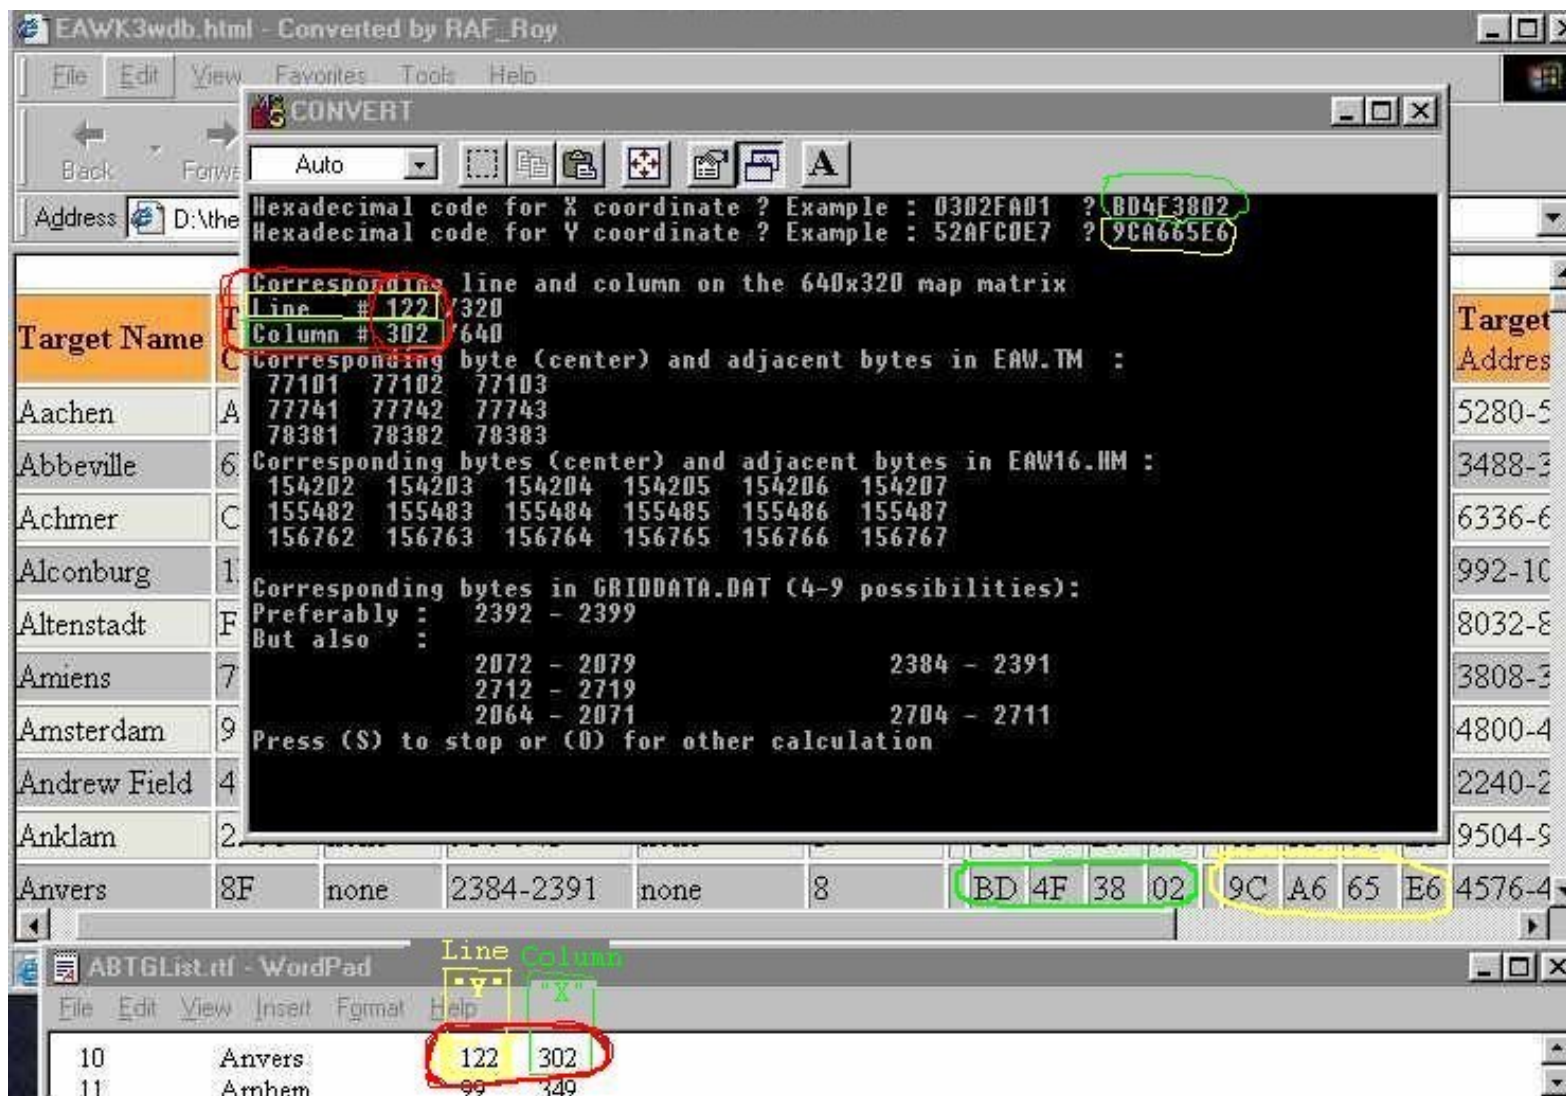 EAWK3wdb.html - Converted by RAF_Roy
File Edit View Favorites Tools Help
CONVERT
Back
Auto
A
Address D:\the
Hexadecimal code for X coordinate ? Example : 0302FA01 ? BD4F3802
Hexadecimal code for Y coordinate ? Example : 52AFC0E7 ? 9CA665E6
Corresponding line and column on the 640x320 map matrix
Line # 122 /320
Column # 302 /640
Corresponding byte (center) and adjacent bytes in EAW.TM :
77101 77102 77103
77741 77742 77743
78381 78382 78383
Corresponding bytes (center) and adjacent bytes in EAW16.HM :
154202 154203 154204 154205 154206 154207
155482 155483 155484 155485 155486 155487
156762 156763 156764 156765 156766 156767
Corresponding bytes in GRIDDATA.DAT (4-9 possibilities):
Preferably : 2392 - 2399
But also :
2072 - 2079 2384 - 2391
2712 - 2719
2064 - 2071 2704 - 2711
Press (S) to stop or (O) for other calculation
Target Name Target
Addres
Aachen A 5280-5
Abbeville 6 3488-3
Achmer C 6336-6
Alconburg 1 992-10
Altenstadt F 8032-8
Amiens 7 3808-3
Amsterdam 9 4800-4
Andrew Field 4 2240-2
Anklam 2 9504-9
Anvers 8F none 2384-2391 none 8 BD 4F 38 02 9C A6 65 E6 4576-4
Line Column
ABTGList.rtf - WordPad
"Y" "X"
File Edit View Insert Format Help
10 Anvers 122 302
11 Arnhem 99 349